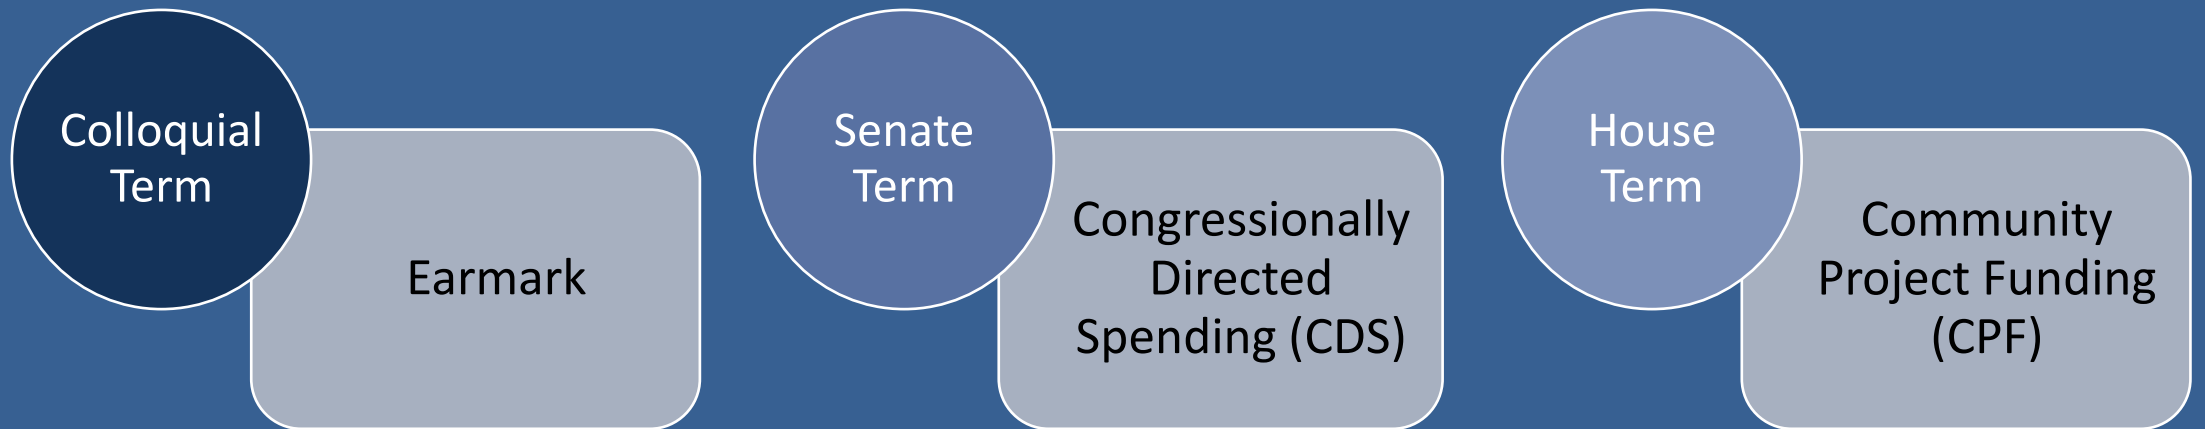 Colloquial
Term
Earmark
Senate
Term
Congressionally
Directed
Spending (CDS)
House
Term
Community
Project Funding
(CPF)